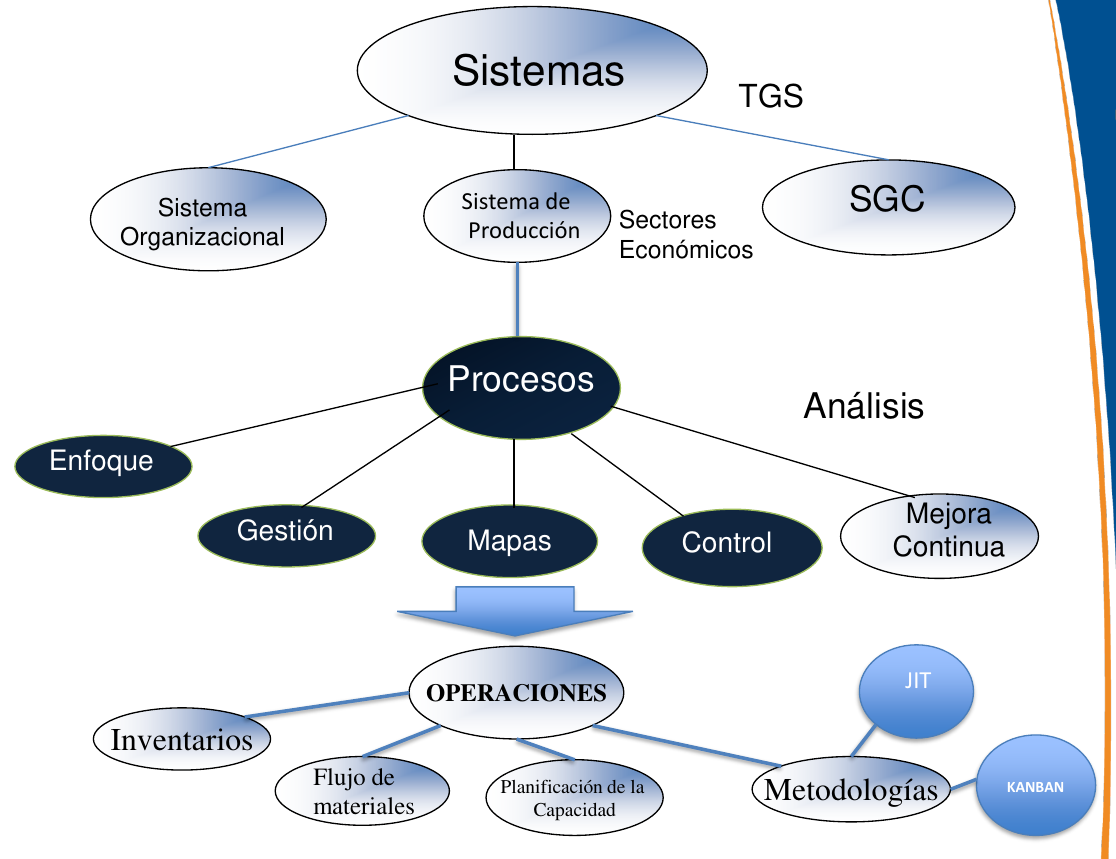 Sistemas
TGS
Sistema
Organizacional
Sistema de
Producción
Sectores
Económicos
SGC
Procesos
Análisis
Enfoque
Gestión
Mapas
Control
Mejora
Continua
OPERACIONES
JIT
Inventarios
Flujo de
materiales
Planificación de la
Capacidad
Metodologías
KANBAN